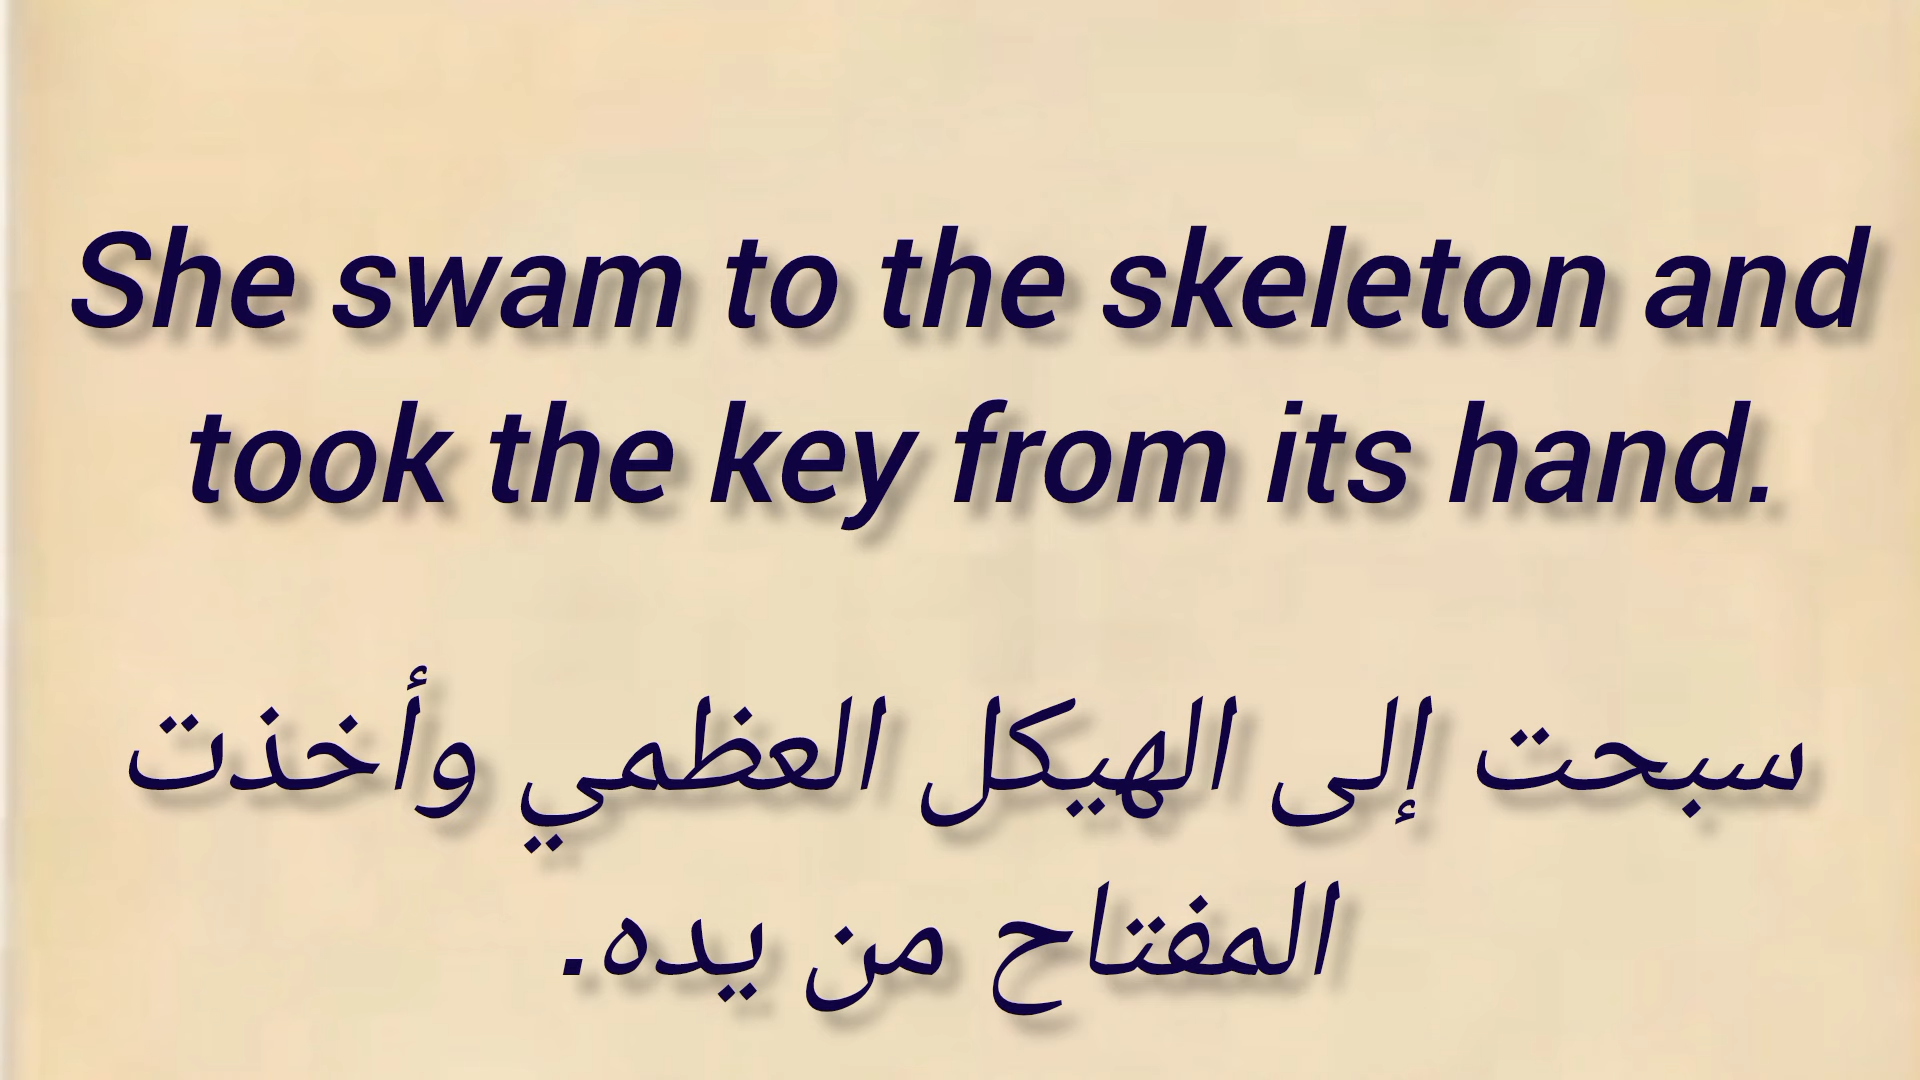 She swam to the skeleton and
took the key from its hand.
سبحت إلى الهيكل العظمي وأخذت
المفتاح من يده.